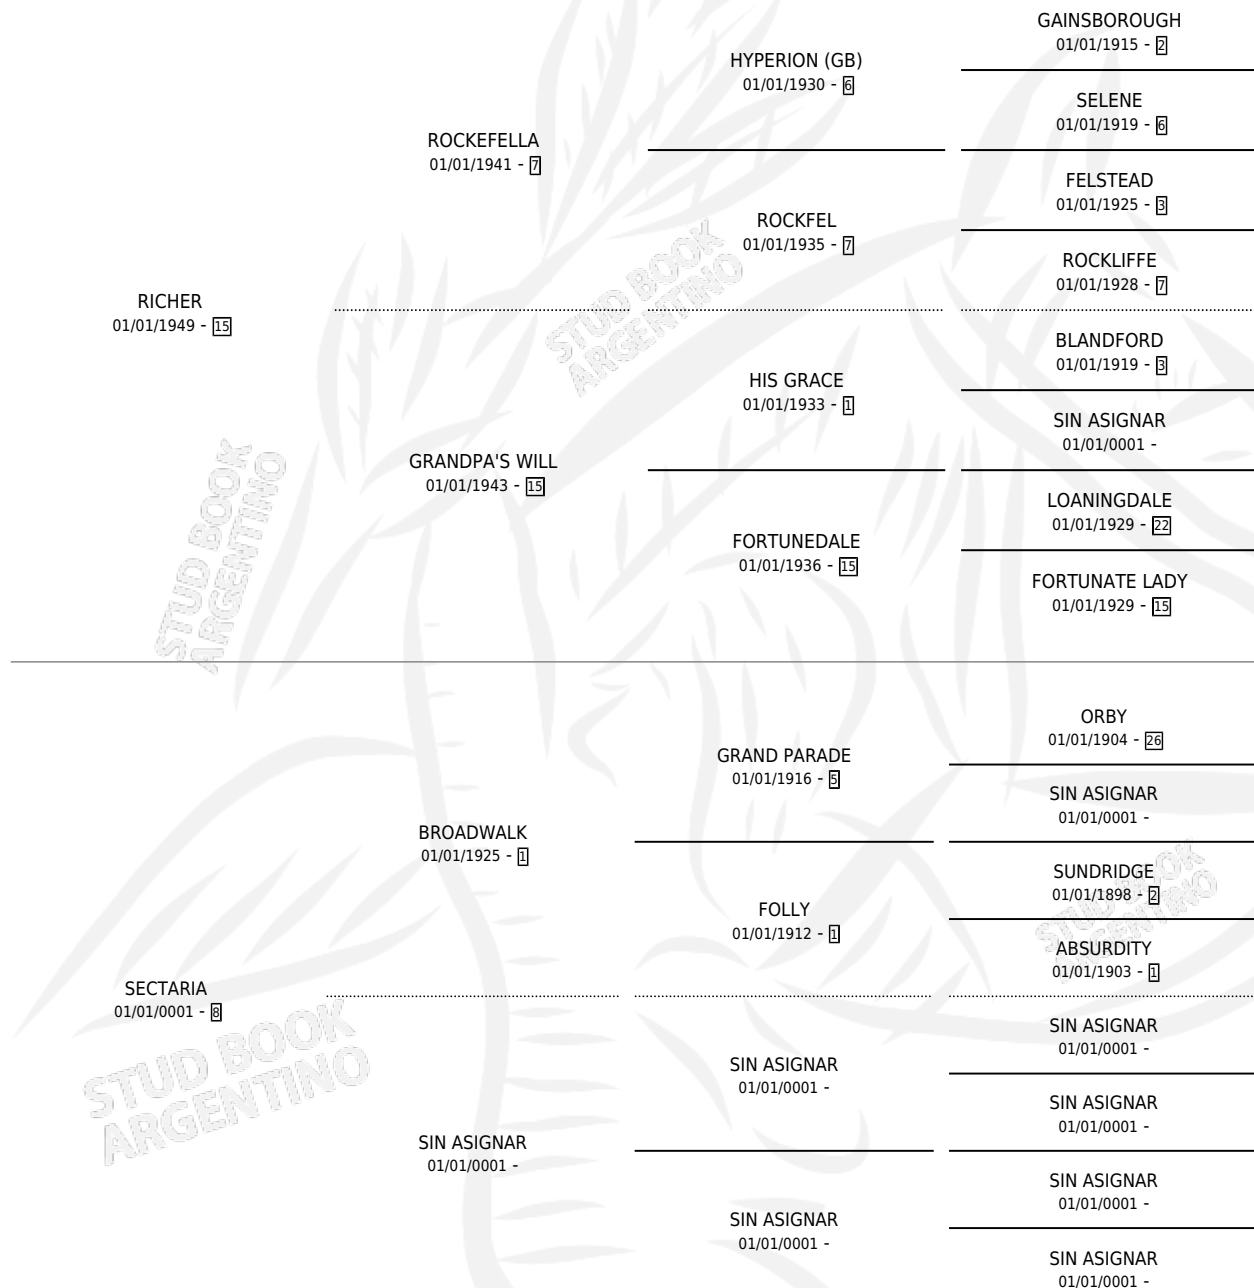 GAINSBOROUGH
01/01/1915 - 2
HYPERION (GB)
01/01/1930 - 6
SELENE
01/01/1919 - 6
ROCKEFELLA
01/01/1941 - 7
FELSTEAD
01/01/1925 - 3
ROCKFEL
01/01/1935 - 7
ROCKLIFFE
01/01/1928 - 7
RICHER
01/01/1949 - 15
BLANDFORD
01/01/1919 - 3
HIS GRACE
01/01/1933 - 1
SIN ASIGNAR
01/01/0001 -
GRANDPA'S WILL
01/01/1943 - 15
LOANINGDALE
01/01/1929 - 22
FORTUNEDALE
01/01/1936 - 15
FORTUNATE LADY
01/01/1929 - 15
ORBY
01/01/1904 - 26
GRAND PARADE
01/01/1916 - 5
SIN ASIGNAR
01/01/0001 -
BROADWALK
01/01/1925 - 1
SUNDRIDGE
01/01/1898 - 2
FOLLY
01/01/1912 - 1
ABSURDITY
01/01/1903 - 1
SECTARIA
01/01/0001 - 8
SIN ASIGNAR
01/01/0001 -
SIN ASIGNAR
01/01/0001 -
SIN ASIGNAR
01/01/0001 -
SIN ASIGNAR
01/01/0001 -
SIN ASIGNAR
01/01/0001 -
SIN ASIGNAR
01/01/0001 -
SIN ASIGNAR
01/01/0001 -
STUD BOOK
ARGENTINO
STUD BOOK
ARGENTINO
STUD BOOK
ARGENTINO
STUD BOOK
ARGENTINO